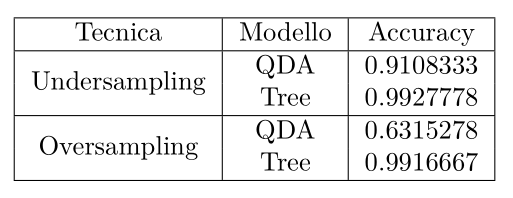 Tecnica Modello Accuracy
Undersampling QDA 0.9108333
Tree 0.9927778
Oversampling QDA 0.6315278
Tree 0.9916667